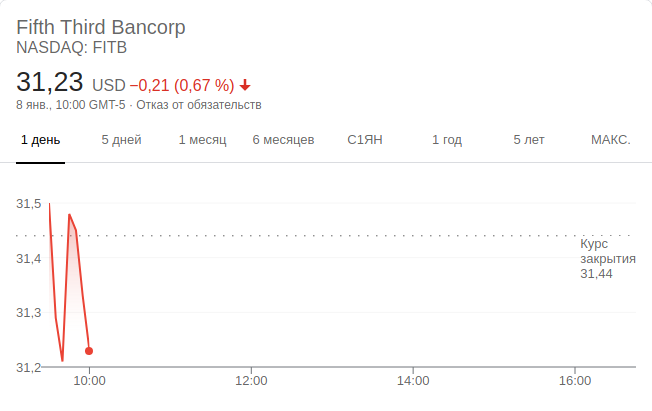 Fifth Third Bancorp
NASDAQ: FITB
31,23 USD −0,21 (0,67 %)
8 янв., 10:00 GMT-5 · Отказ от обязательств
1 день 5 дней 1 месяц 6 месяцев С1ЯН 1 год 5 лет МАКС.
31,5
Курс
закрытия
31,44
31,4
31,3
31,2
10:00 12:00 14:00 16:00